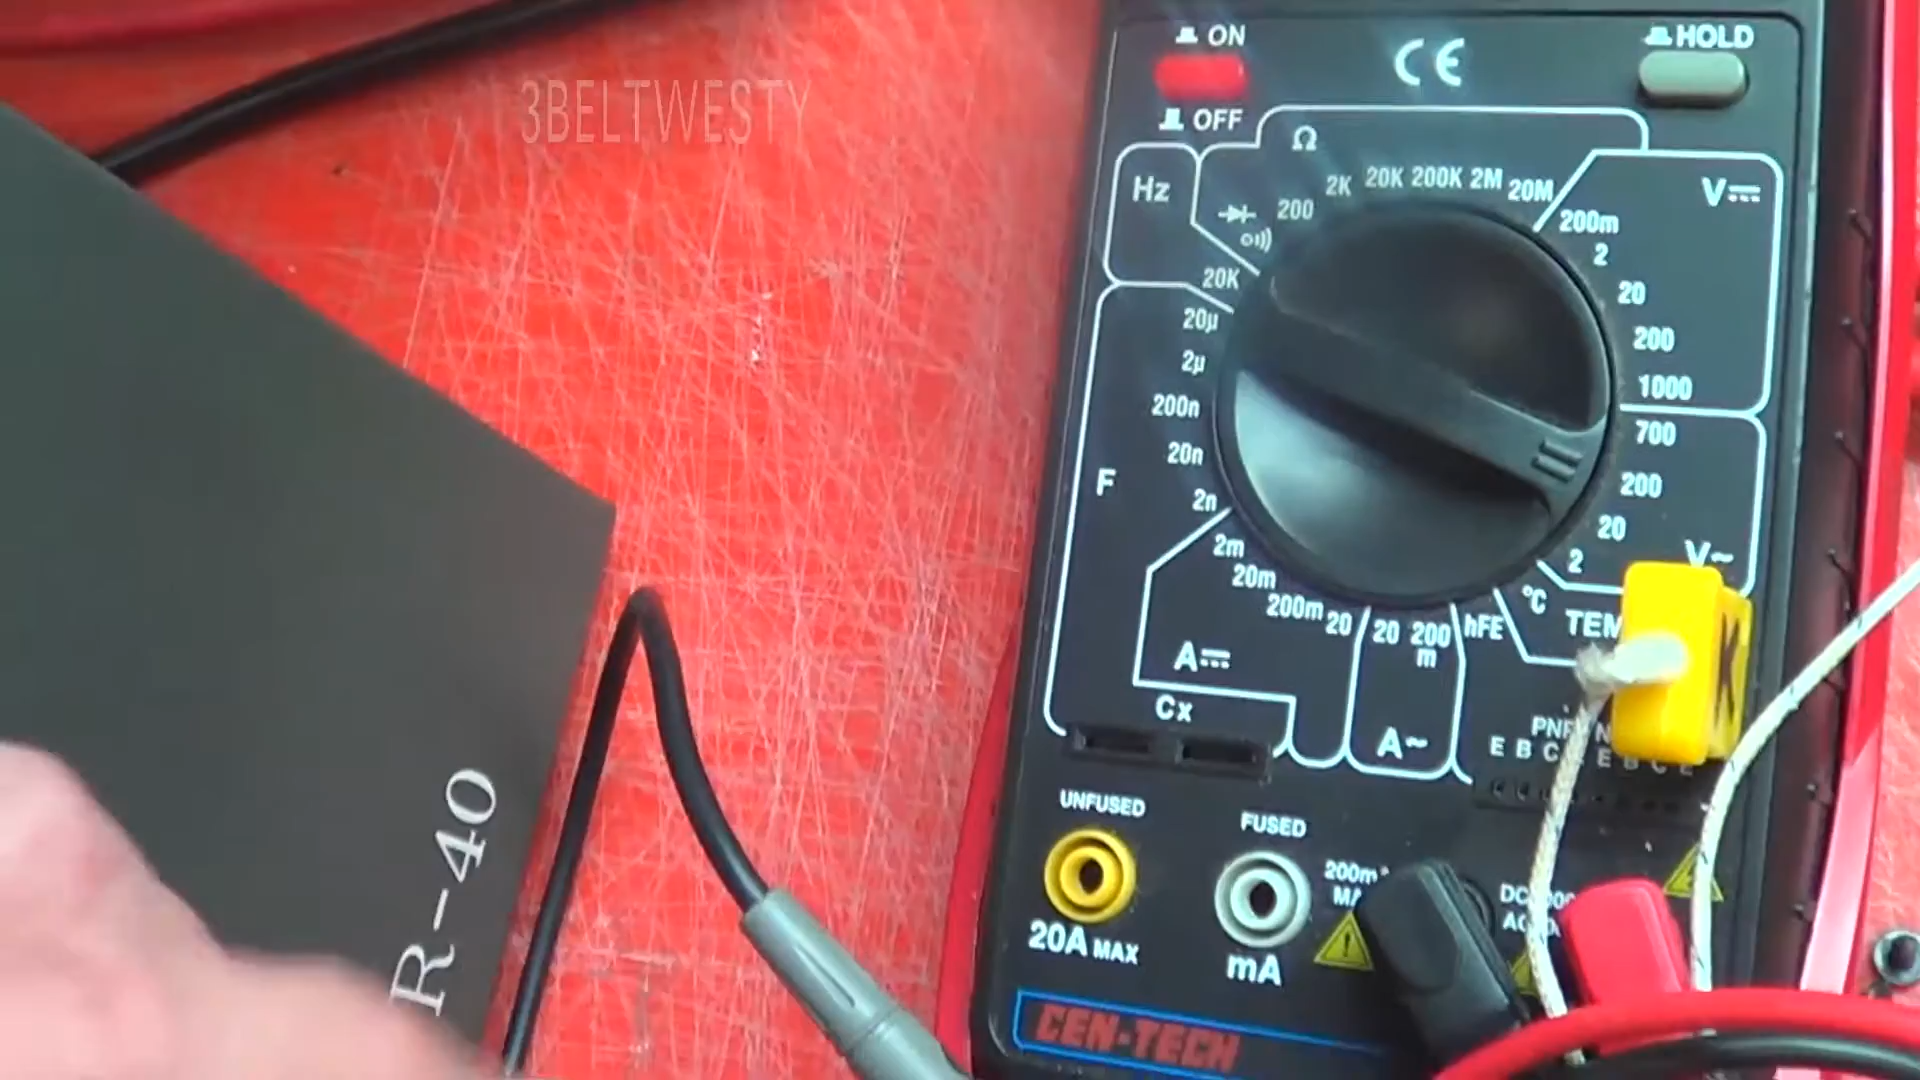 3BELTWESTY
ON
OFF
CE
HOLD
Ω
Hz
200
2K
20K
200K
2M
20M
V
200m
2
20
200
1000
700
200
20
2
V~
20K
20µ
2µ
200n
20n
2n
F
2m
20m
200m
20
A
20
200
m
A~
hFE
°C
Cx
E B C
K
UNFUSED
FUSED
20A MAX
mA
CEN-TECH
R-40